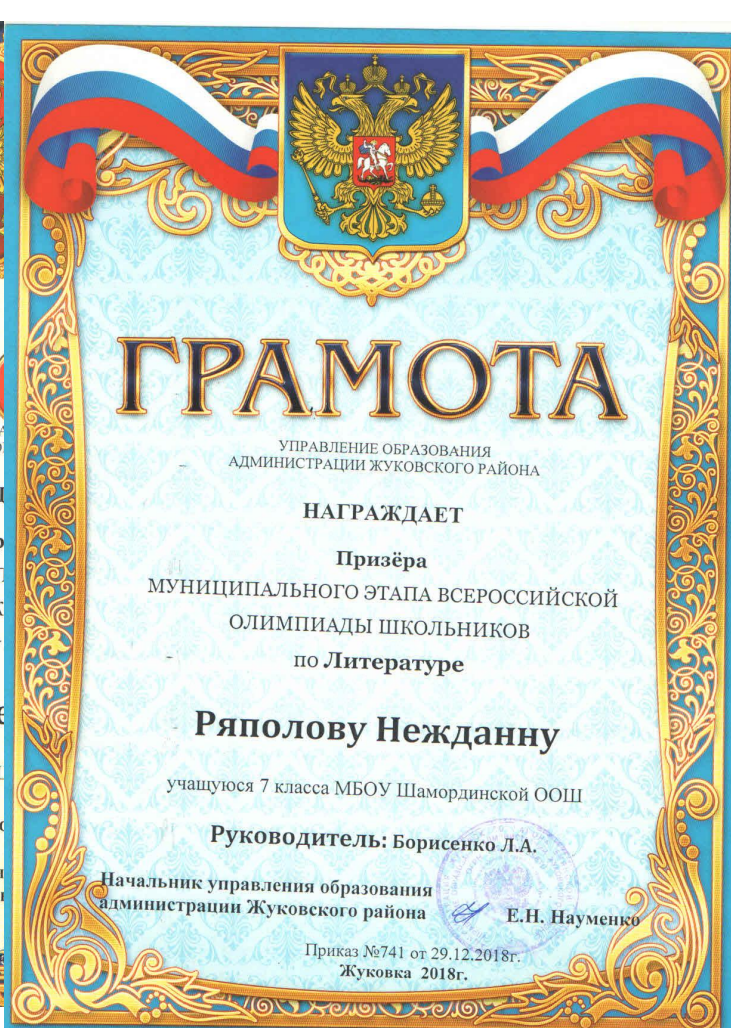 ГРАМОТА
УПРАВЛЕНИЕ ОБРАЗОВАНИЯ
АДМИНИСТРАЦИИ ЖУКОВСКОГО РАЙОНА
НАГРАЖДАЕТ
Призёра
МУНИЦИПАЛЬНОГО ЭТАПА ВСЕРОССИЙСКОЙ
ОЛИМПИАДЫ ШКОЛЬНИКОВ
по Литературе
Ряполову Нежданну
учащуюся 7 класса МБОУ Шамординской ООШ
Руководитель: Борисенко Л.А.
Начальник управления образования
администрации Жуковского района Е.Н. Науменко
Приказ №741 от 29.12.2018г.
Жуковка 2018г.